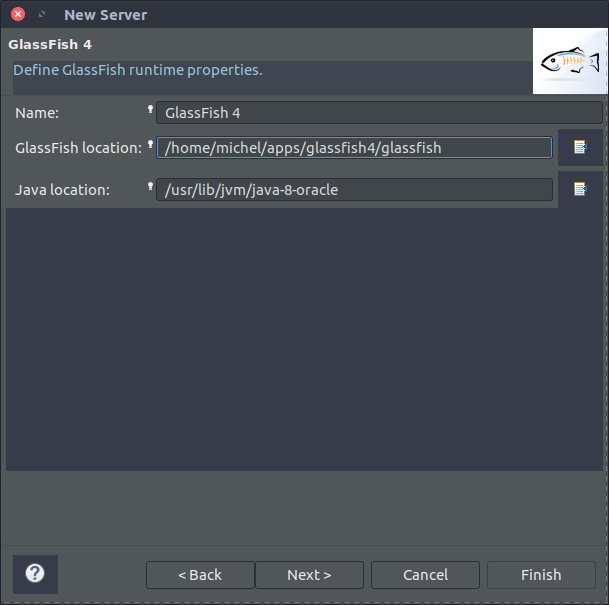 New Server
GlassFish 4
Define GlassFish runtime properties.
Name: GlassFish 4
GlassFish location: /home/michel/apps/glassfish4/glassfish
Java location: /usr/lib/jvm/java-8-oracle
? < Back Next > Cancel Finish